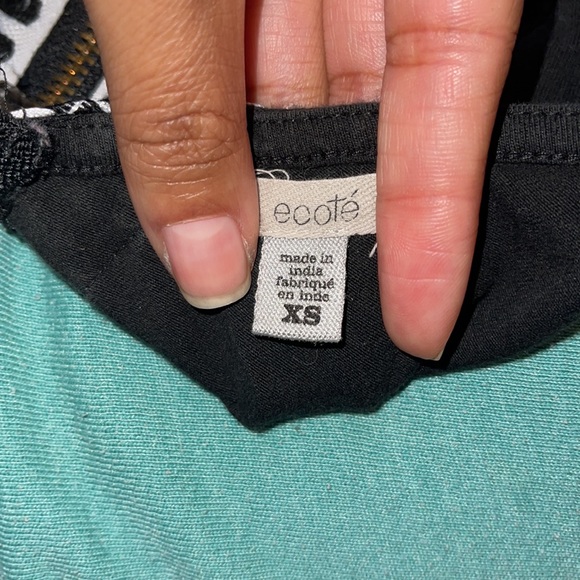 ecoté
made in
india
fabriqué
en inde
XS